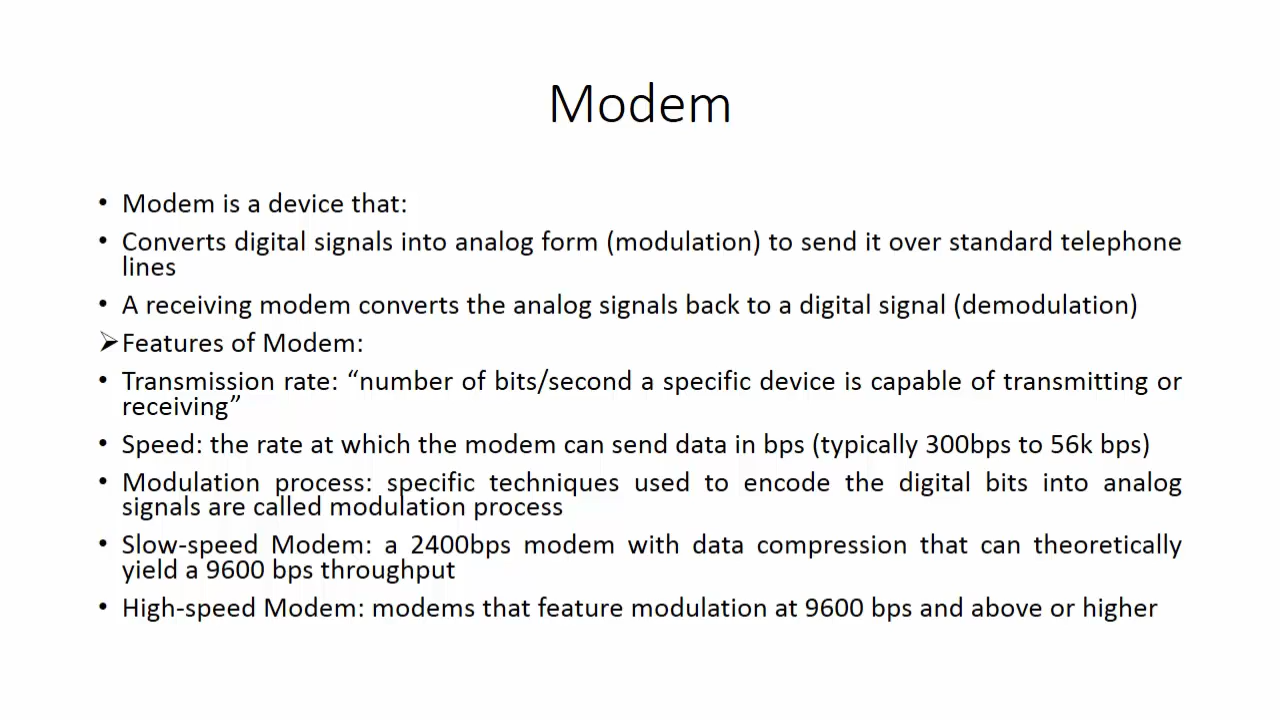 Modem
• Modem is a device that:
• Converts digital signals into analog form (modulation) to send it over standard telephone
lines
• A receiving modem converts the analog signals back to a digital signal (demodulation)
➢Features of Modem:
• Transmission rate: “number of bits/second a specific device is capable of transmitting or
receiving”
• Speed: the rate at which the modem can send data in bps (typically 300bps to 56k bps)
• Modulation process: specific techniques used to encode the digital bits into analog
signals are called modulation process
• Slow-speed Modem: a 2400bps modem with data compression that can theoretically
yield a 9600 bps throughput
• High-speed Modem: modems that feature modulation at 9600 bps and above or higher